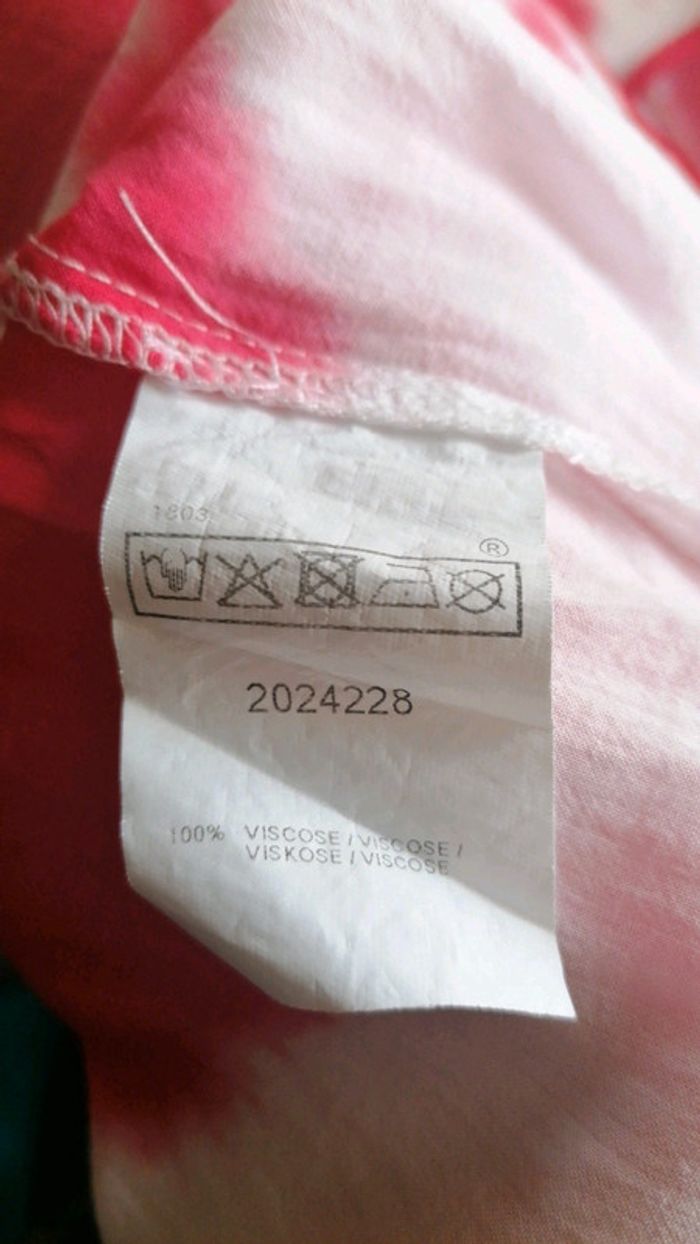 1803
®
2024228
100% VISCOSE / VISCOSE /
VISKOSE / VISCOSE